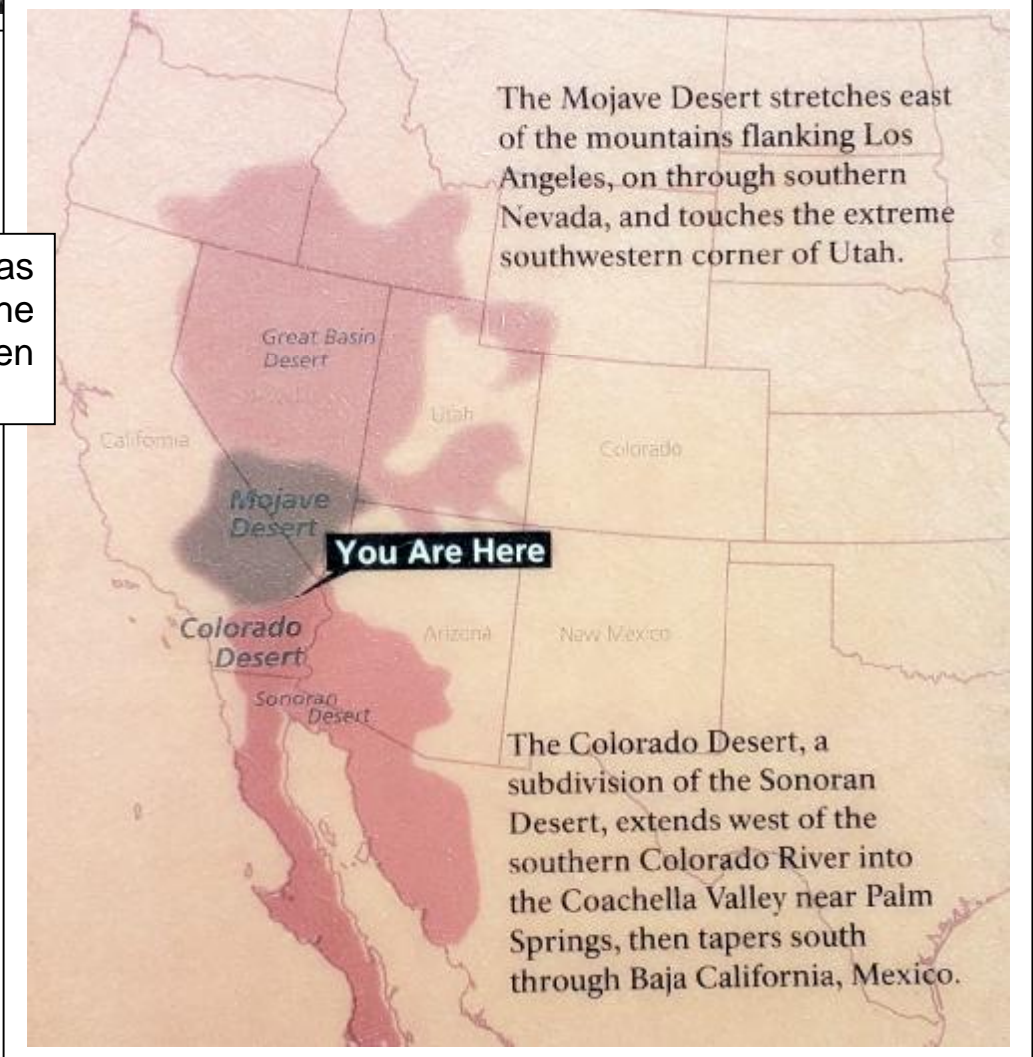 The Mojave Desert stretches east
of the mountains flanking Los
Angeles, on through southern
Nevada, and touches the extreme
southwestern corner of Utah.
as
ne
en
Great Basin
Desert
Utah
California
Colorado
Mojave
Desert
You Are Here
Colorado
Desert
Arizona
New Mexico
Sonoran
Desert
The Colorado Desert, a
subdivision of the Sonoran
Desert, extends west of the
southern Colorado River into
the Coachella Valley near Palm
Springs, then tapers south
through Baja California, Mexico.